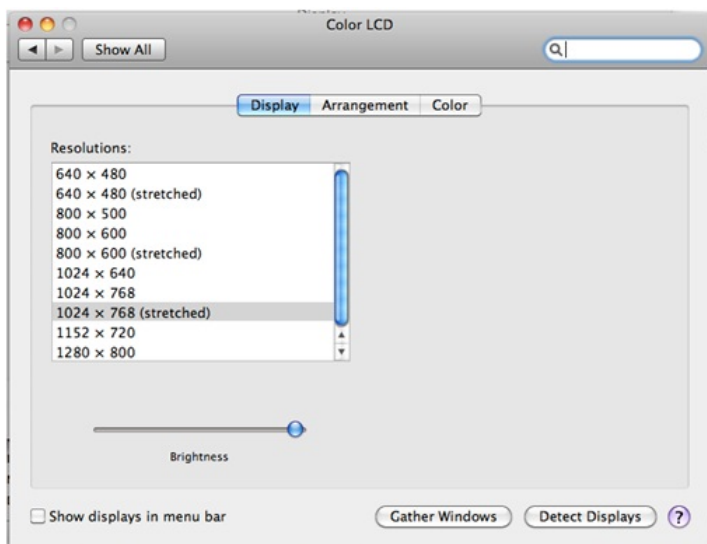 Color LCD
Show All
Display Arrangement Color
Resolutions:
640 × 480
640 × 480 (stretched)
800 × 500
800 × 600
800 × 600 (stretched)
1024 × 640
1024 × 768
1024 × 768 (stretched)
1152 × 720
1280 × 800
Brightness
Show displays in menu bar Gather Windows Detect Displays ?